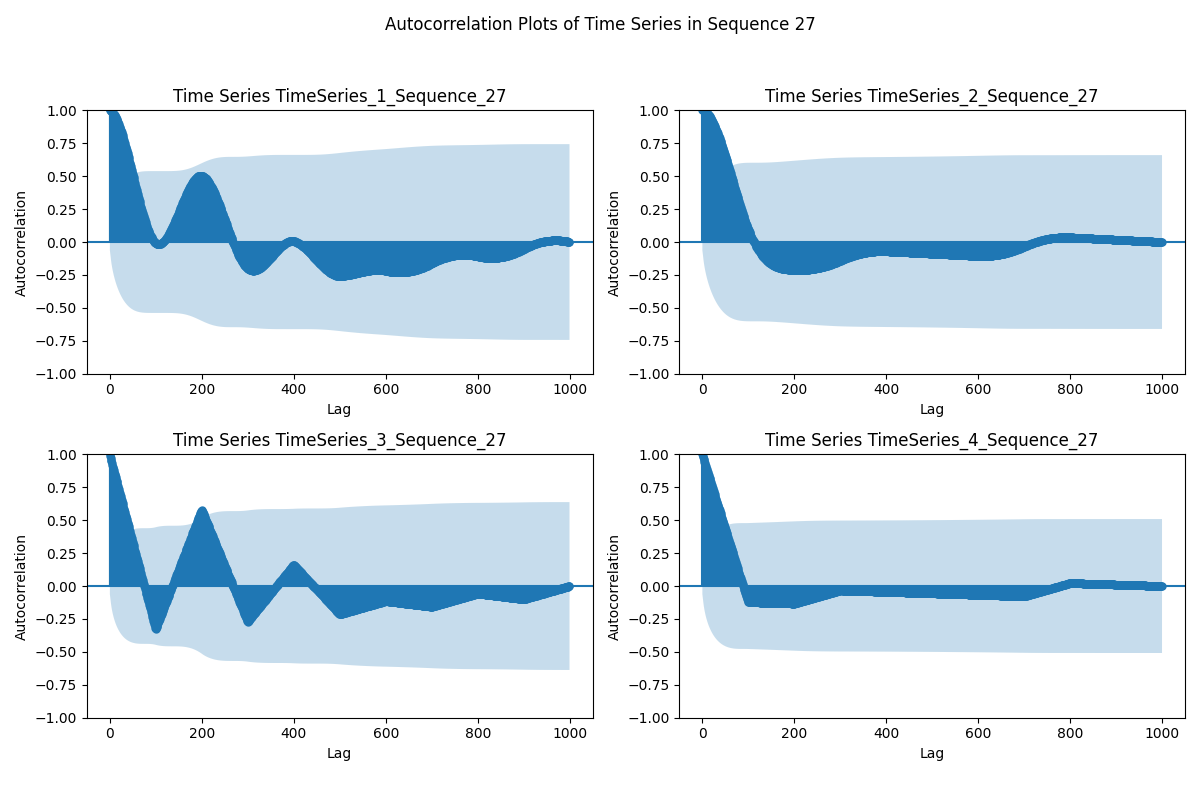 Autocorrelation Plots of Time Series in Sequence 27
Time Series TimeSeries_1_Sequence_27
Autocorrelation
1.00
0.75
0.50
0.25
0.00
−0.25
−0.50
−0.75
−1.00
0 200 400 600 800 1000
Lag
Time Series TimeSeries_2_Sequence_27
Autocorrelation
1.00
0.75
0.50
0.25
0.00
−0.25
−0.50
−0.75
−1.00
0 200 400 600 800 1000
Lag
Time Series TimeSeries_3_Sequence_27
Autocorrelation
1.00
0.75
0.50
0.25
0.00
−0.25
−0.50
−0.75
−1.00
0 200 400 600 800 1000
Lag
Time Series TimeSeries_4_Sequence_27
Autocorrelation
1.00
0.75
0.50
0.25
0.00
−0.25
−0.50
−0.75
−1.00
0 200 400 600 800 1000
Lag